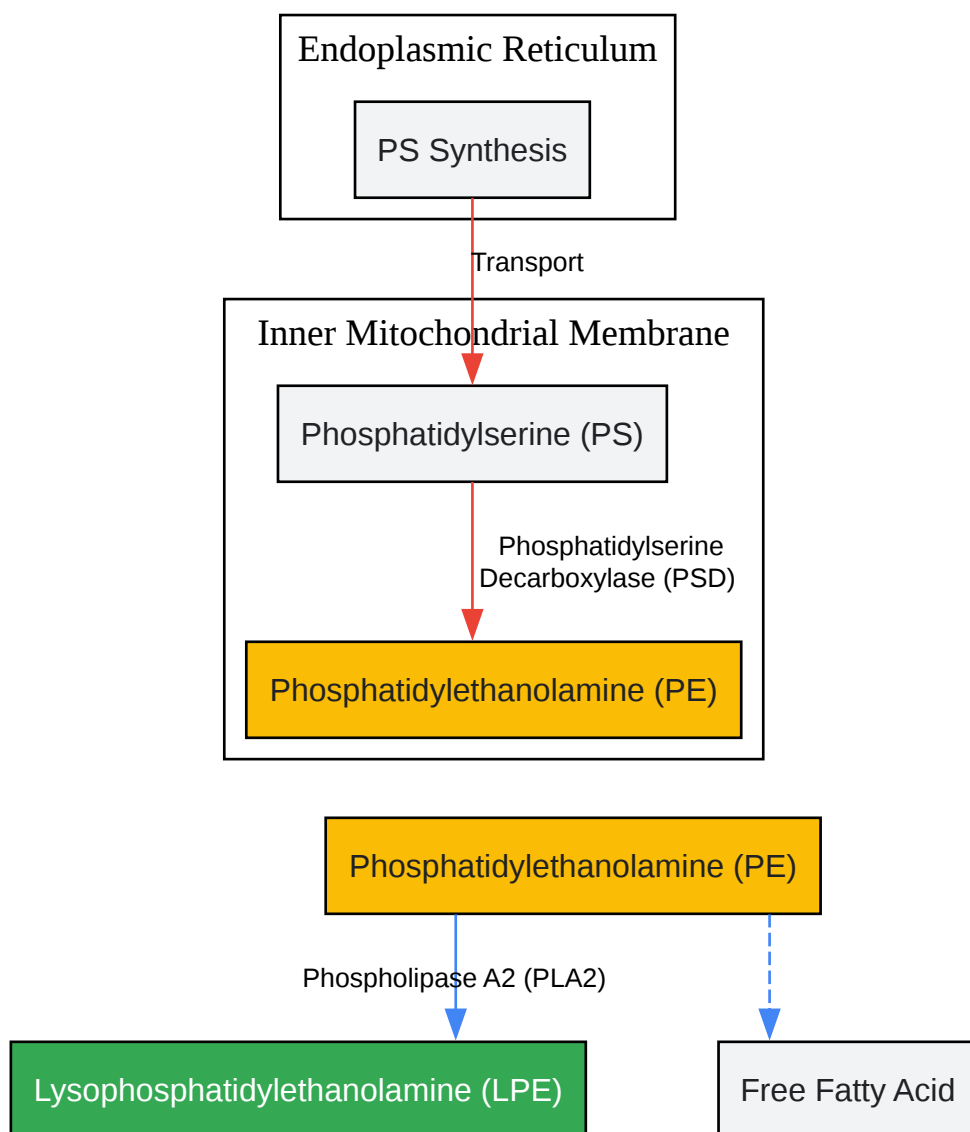 Endoplasmic Reticulum
PS Synthesis
Transport
Inner Mitochondrial Membrane
Phosphatidylserine (PS)
Phosphatidylserine
Decarboxylase (PSD)
Phosphatidylethanolamine (PE)
Phosphatidylethanolamine (PE)
Phospholipase A2 (PLA2)
Lysophosphatidylethanolamine (LPE)
Free Fatty Acid